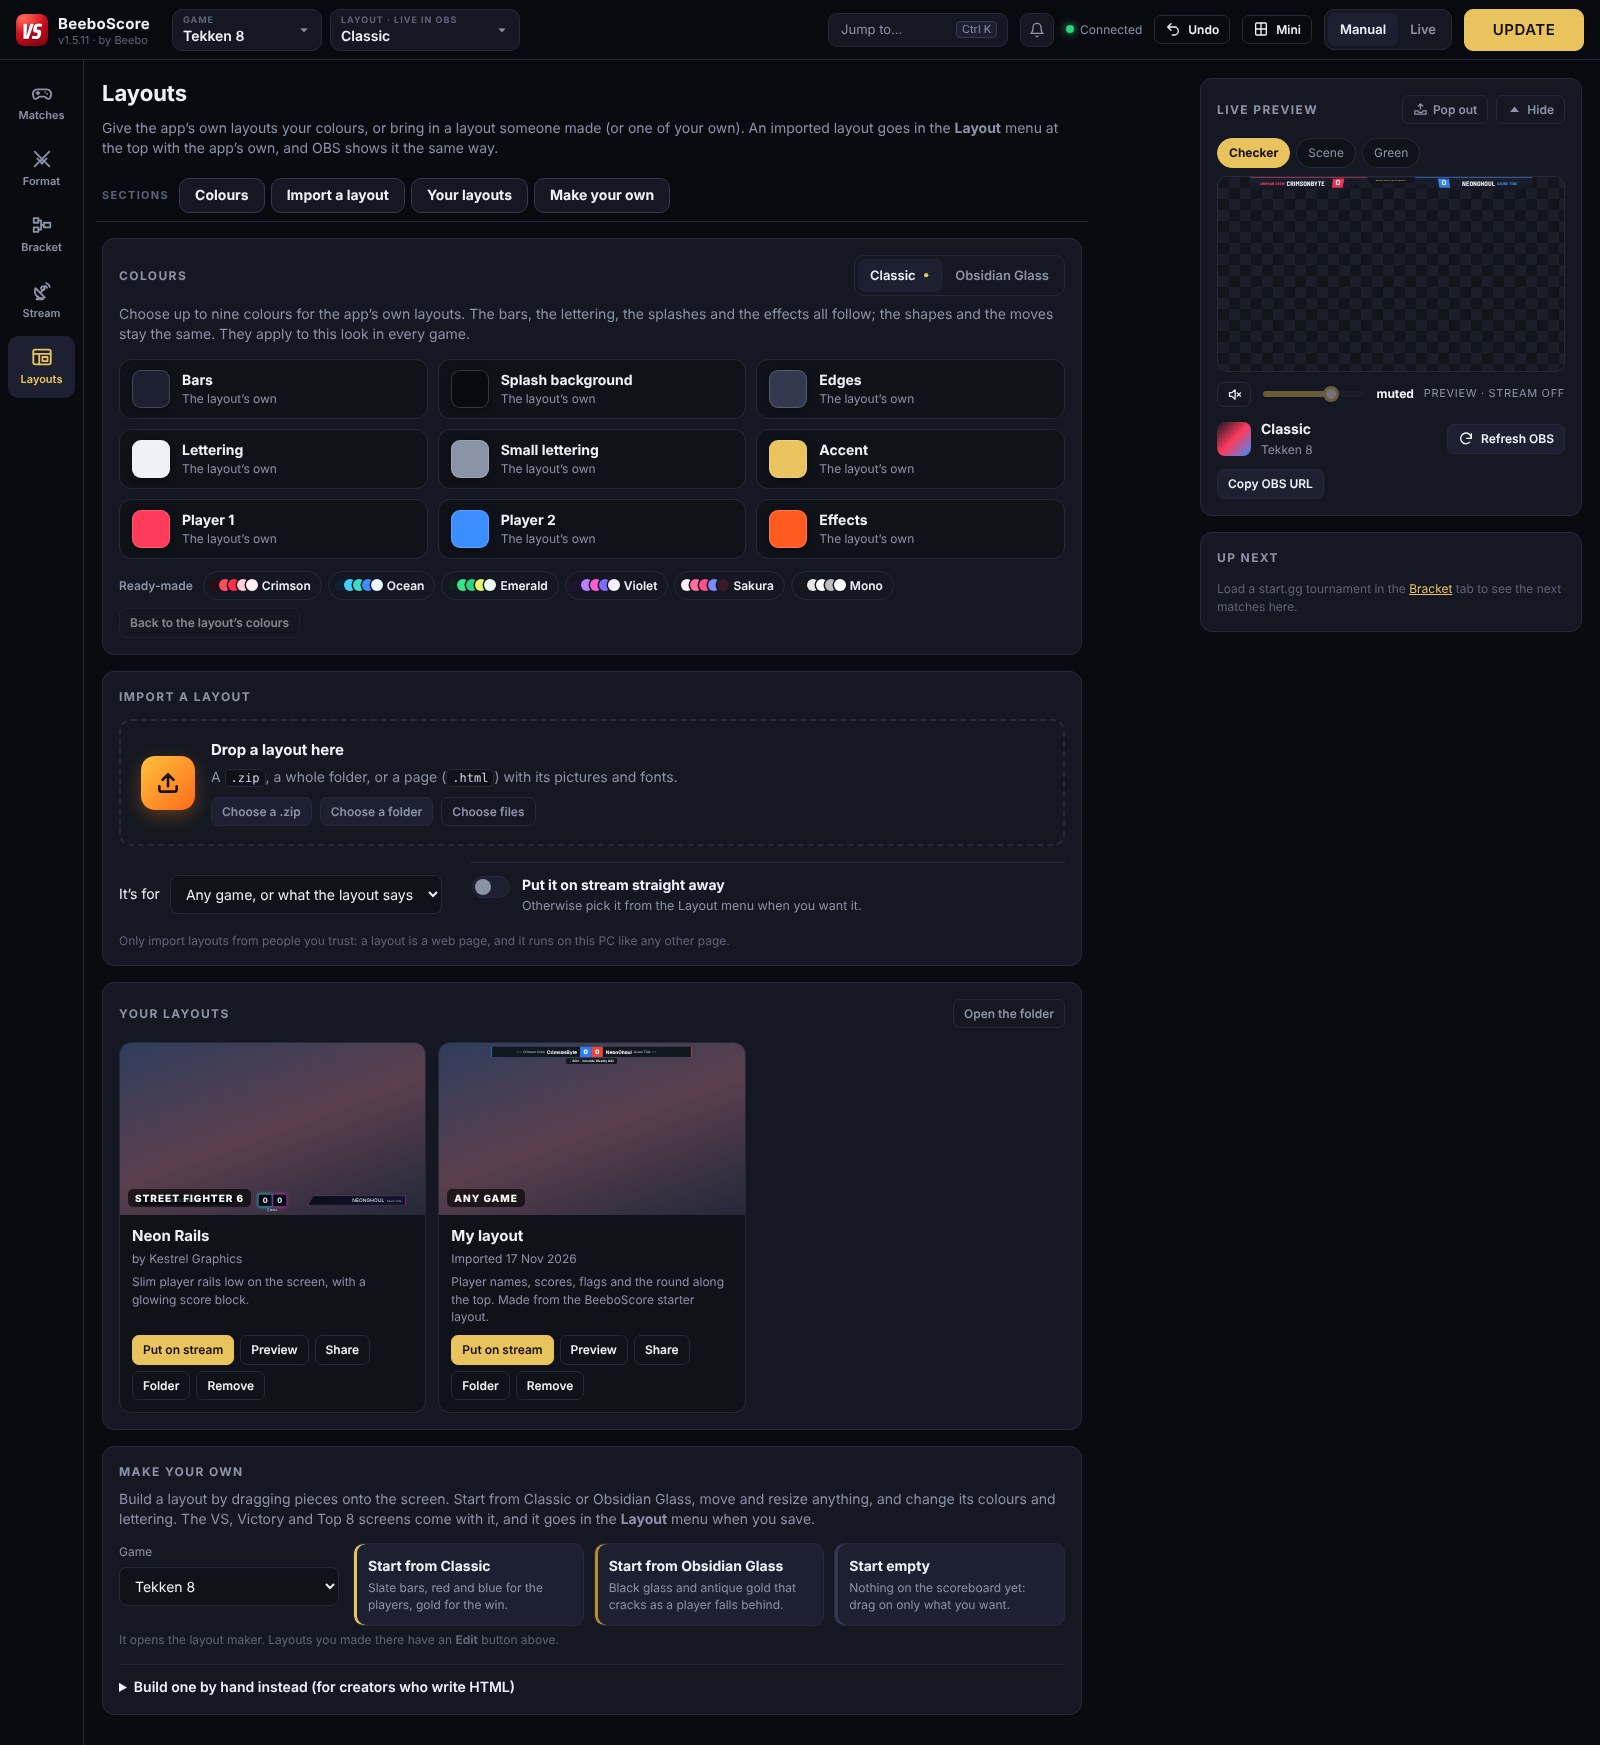 VS
BeeboScore
v1.5.11 · by Beebo
GAME
Tekken 8
LAYOUT · LIVE IN OBS
Classic
Jump to...
Ctrl K
Connected
Undo
Mini
Manual
Live
UPDATE
Matches
Format
Bracket
Stream
Layouts
Layouts
Give the app's own layouts your colours, or bring in a layout someone made (or one of your own). An imported layout goes in the Layout menu at
the top with the app's own, and OBS shows it the same way.
SECTIONS
Colours
Import a layout
Your layouts
Make your own
COLOURS
Classic
Obsidian Glass
Choose up to nine colours for the app's own layouts. The bars, the lettering, the splashes and the effects all follow; the shapes and the moves
stay the same. They apply to this look in every game.
Bars
The layout's own
Splash background
The layout's own
Edges
The layout's own
Lettering
The layout's own
Small lettering
The layout's own
Accent
The layout's own
Player 1
The layout's own
Player 2
The layout's own
Effects
The layout's own
Ready-made
Crimson
Ocean
Emerald
Violet
Sakura
Mono
Back to the layout's colours
IMPORT A LAYOUT
Drop a layout here
A .zip, a whole folder, or a page (.html) with its pictures and fonts.
Choose a .zip
Choose a folder
Choose files
It's for
Any game, or what the layout says
Put it on stream straight away
Otherwise pick it from the Layout menu when you want it.
Only import layouts from people you trust: a layout is a web page, and it runs on this PC like any other page.
YOUR LAYOUTS
Open the folder
STREET FIGHTER 6
0 0
NEONGHOUL
Neon Rails
by Kestrel Graphics
Slim player rails low on the screen, with a
glowing score block.
Put on stream
Preview
Share
Folder
Remove
CrimsonByte 0 0 NeonGhoul
ANY GAME
My layout
Imported 17 Nov 2026
Player names, scores, flags and the round along
the top. Made from the BeeboScore starter
layout.
Put on stream
Preview
Share
Folder
Remove
MAKE YOUR OWN
Build a layout by dragging pieces onto the screen. Start from Classic or Obsidian Glass, move and resize anything, and change its colours and
lettering. The VS, Victory and Top 8 screens come with it, and it goes in the Layout menu when you save.
Game
Tekken 8
Start from Classic
Slate bars, red and blue for the
players, gold for the win.
Start from Obsidian Glass
Black glass and antique gold that
cracks as a player falls behind.
Start empty
Nothing on the scoreboard yet:
drag on only what you want.
It opens the layout maker. Layouts you made there have an Edit button above.
Build one by hand instead (for creators who write HTML)
LIVE PREVIEW
Pop out
Hide
Checker
Scene
Green
CRIMSONBYTE 0
0 NEONGHOUL
muted
PREVIEW · STREAM OFF
Classic
Tekken 8
Refresh OBS
Copy OBS URL
UP NEXT
Load a start.gg tournament in the Bracket tab to see the next
matches here.